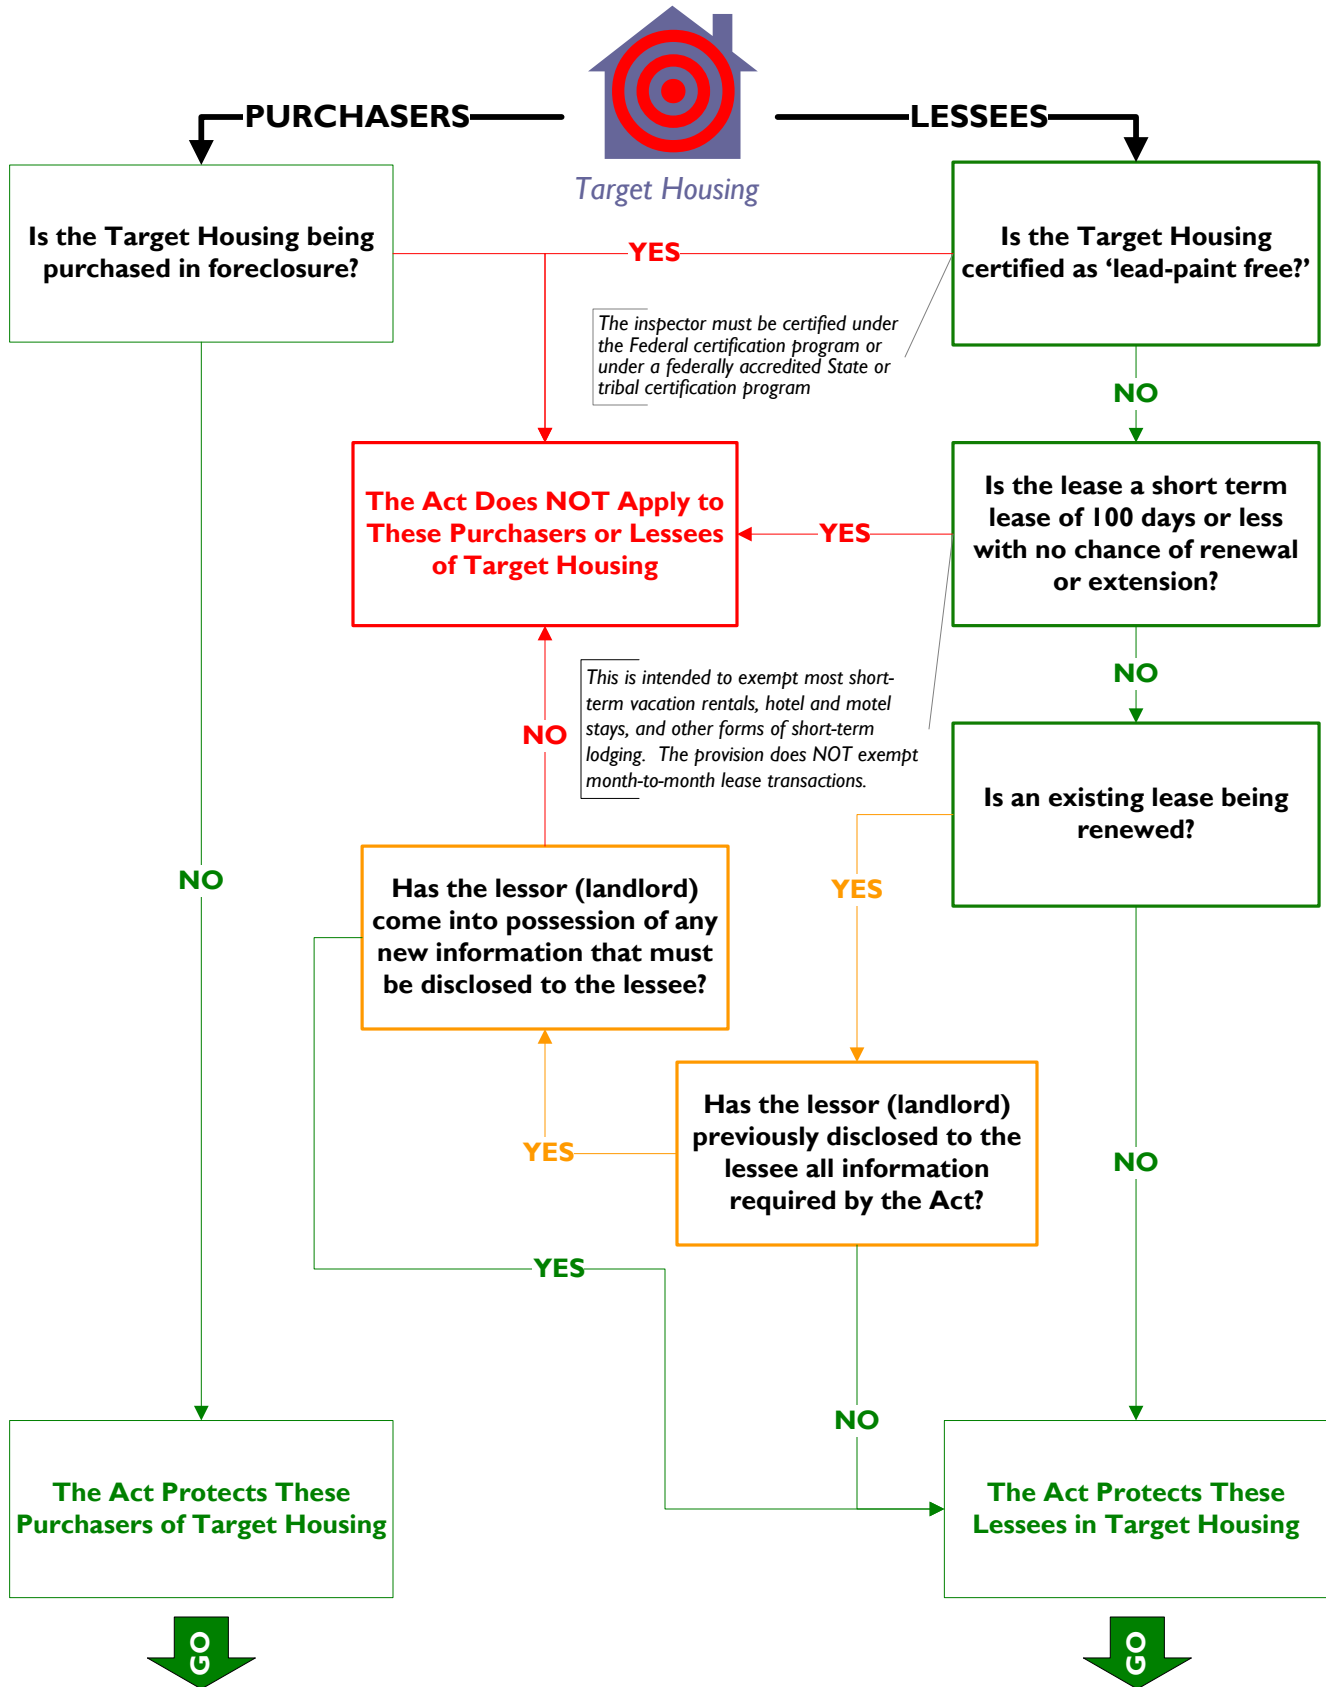 PURCHASERS
LESSEES
Target Housing
Is the Target Housing being
purchased in foreclosure?
YES
Is the Target Housing
certified as ‘lead-paint free?’
The inspector must be certified under
the Federal certification program or
under a federally accredited State or
tribal certification program
NO
The Act Does NOT Apply to
These Purchasers or Lessees
of Target Housing
YES
Is the lease a short term
lease of 100 days or less
with no chance of renewal
or extension?
NO
This is intended to exempt most short-
term vacation rentals, hotel and motel
stays, and other forms of short-term
lodging.  The provision does NOT exempt
month-to-month lease transactions.
NO
Is an existing lease being
renewed?
NO
Has the lessor (landlord)
come into possession of any
new information that must
be disclosed to the lessee?
YES
Has the lessor (landlord)
previously disclosed to the
lessee all information
required by the Act?
YES
NO
YES
NO
The Act Protects These
Purchasers of Target Housing
The Act Protects These
Lessees in Target Housing
GO
GO